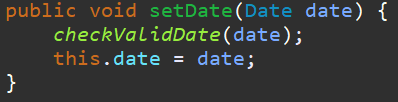 public void setDate(Date date) {
    checkValidDate(date);
    this.date = date;
}